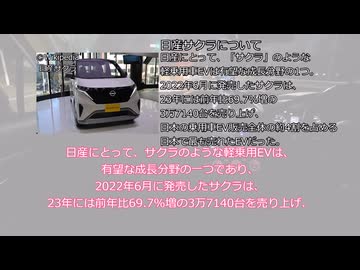 日産サクラについて
©Wikipedia
日産にとって、「サクラ」のような
軽乗用車EVは有望な成長分野の1つ。
2022年6月に発売したサクラは、
23年には前年比69.7%増の
3万7140台を売り上げ、
日本の乗用車EV販売全体の約4割を占める
日本で最も売れたEVだった。
日産にとって、サクラのような軽乗用EVは、
有望な成長分野の一つであり、
2022年6月に発売したサクラは、
23年には前年比69.7%増の3万7140台を売り上げ、